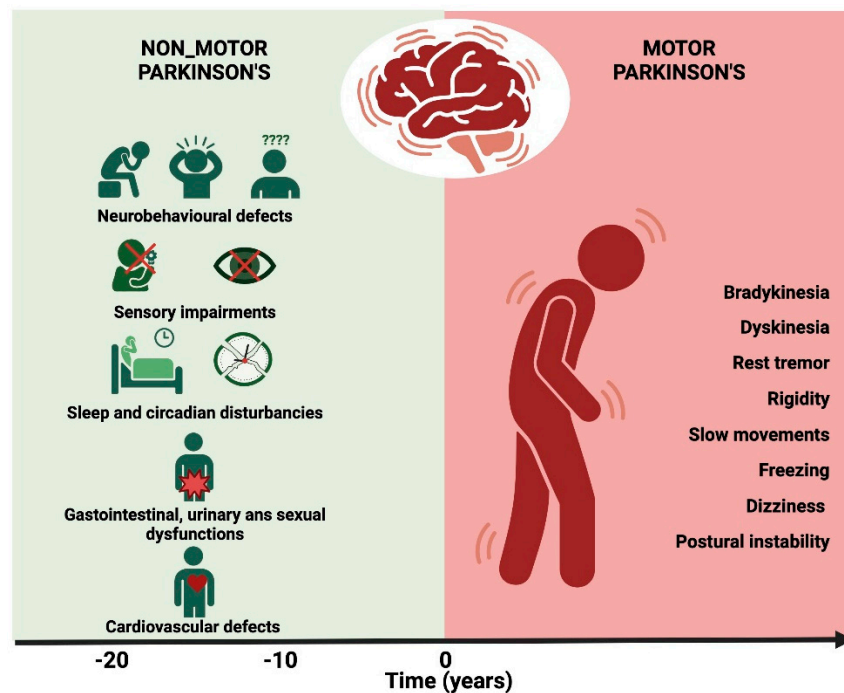 NON_MOTOR
PARKINSON'S
MOTOR
PARKINSON'S
????
Neurobehavioural defects
Sensory impairments
Sleep and circadian disturbancies
Gastointestinal, urinary ans sexual
dysfunctions
Cardiovascular defects
Bradykinesia
Dyskinesia
Rest tremor
Rigidity
Slow movements
Freezing
Dizziness
Postural instability
-20
-10
0
Time (years)